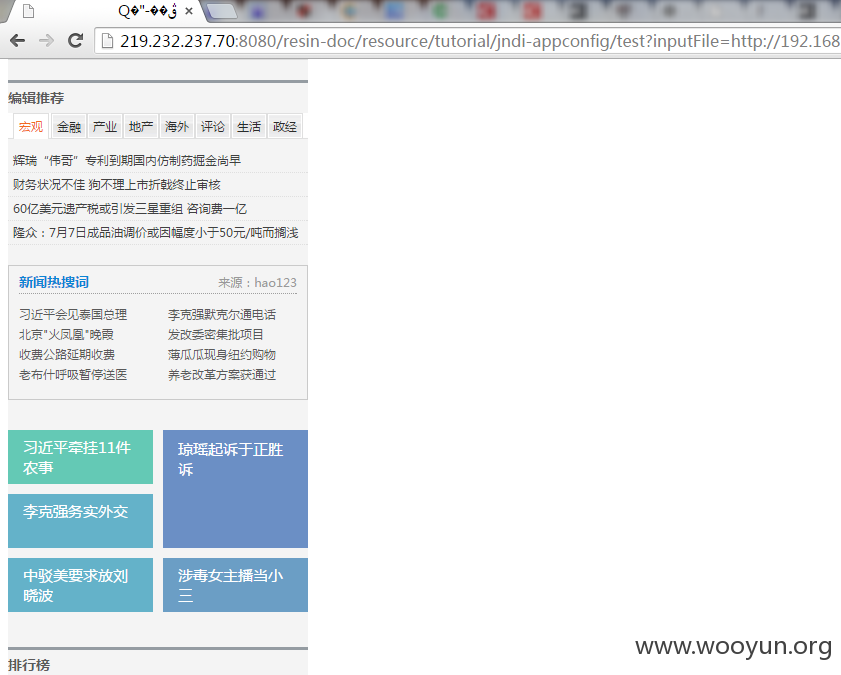 219.232.237.70:8080/resin-doc/resource/tutorial/jndi-appconfig/test?inputFile=http://192.168
编辑推荐
宏观 金融 产业 地产 海外 评论 生活 政经
辉瑞“伟哥”专利到期国内仿制药掘金尚早
财务状况不佳 狗不理上市折戟终止审核
60亿美元遗产税或引发三星重组 咨询费一亿
隆众：7月7日成品油调价或因幅度小于50元/吨而搁浅
新闻热搜词 来源：hao123
习近平会见泰国总理 李克强默克尔通电话
北京"火凤凰"晚霞 发改委密集批项目
收费公路延期收费 薄瓜瓜现身纽约购物
老布什呼吸暂停送医 养老改革方案获通过
习近平牵挂11件
农事
琼瑶起诉于正胜
诉
李克强务实外交
中驳美要求放刘
晓波
涉毒女主播当小
三
排行榜
www.wooyun.org